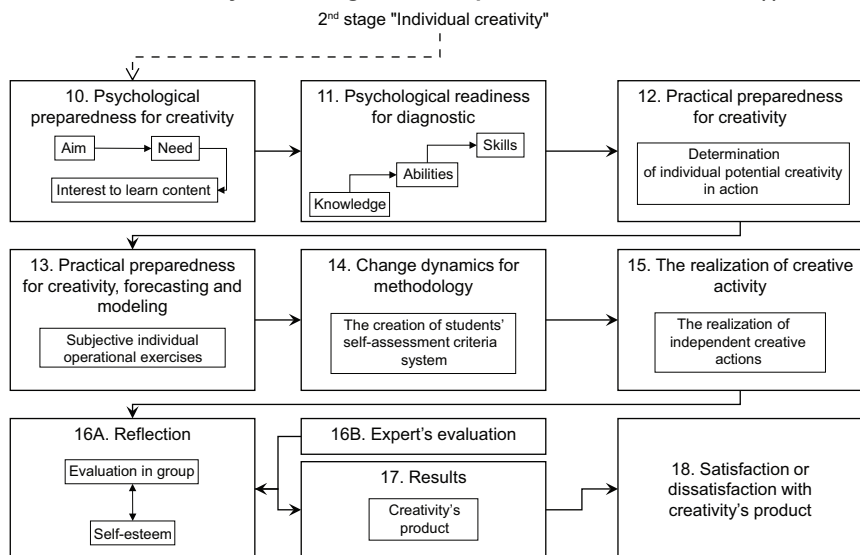 2nd stage "Individual creativity"
10. Psychological
preparedness for creativity
Aim
Need
Interest to learn content
11. Psychological readiness
for diagnostic
Skills
Abilities
Knowledge
12. Practical preparedness
for creativity
Determination
of individual potential creativity
in action
13. Practical preparedness
for creativity, forecasting and
modeling
Subjective individual
operational exercises
14. Change dynamics for
methodology
The creation of students'
self-assessment criteria
system
15. The realization of creative
activity
The realization of
independent creative
actions
16A. Reflection
Evaluation in group
Self-esteem
16B. Expert's evaluation
17. Results
Creativity's
product
18. Satisfaction or
dissatisfaction with
creativity's product